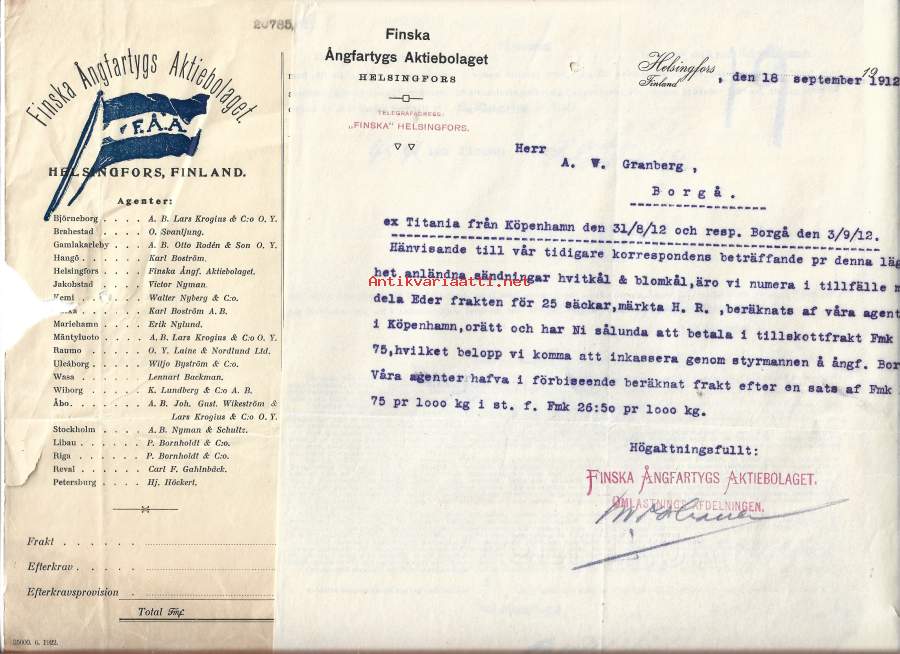 20785
Finska Ångfartygs Aktiebolaget.
F.Å.A.
HELSINGFORS, FINLAND.
Agenter:
Björneborg . . . . A. B. Lars Krogius & C:o O. Y.
Brahestad . . . . O. Svanljung.
Gamlakarleby . . . . A. B. Otto Rodén & Son O. Y.
Hangö . . . . Karl Boström.
Helsingfors . . . . Finska Ångf. Aktiebolaget.
Jakobstad . . . . Victor Nyman.
Kemi . . . . Walter Nyberg & C:o.
Karl Boström A. B.
Mariehamn . . . . Erik Nylund.
Mäntyluoto . . . . A. B. Lars Krogius & C:o O. Y.
Raumo . . . . O. Y. Laine & Nordlund Ltd.
Uleåborg . . . . Wiljo Byström & C:o.
Wasa . . . . Lennart Backman.
Wiborg . . . . K. Lundberg & C:o A. B.
Åbo . . . . A. B. Joh. Gust. Wikeström &
Lars Krogius & C:o O. Y.
Stockholm . . . . A. B. Nyman & Schultz.
Libau . . . . P. Bornholdt & C:o.
Riga . . . . P. Bornholdt & C:o.
Reval . . . . Carl F. Gahlnbäck.
Petersburg . . . . Hj. Höckert.
Frakt
Efterkrav
Efterkravsprovision
Total Fmk.
25000. 6. 1922.
Finska
Ångfartygs Aktiebolaget
HELSINGFORS
TELEGRAFADRESS:
„FINSKA" HELSINGFORS.
Helsingfors
Finland
, den 18 september 1912
19
Herr
A. W. Granberg ,
Borgå.
ex Titania från Köpenhamn den 31/8/12 och resp. Borgå den 3/9/12.
Hänvisande till vår tidigare korrespondens beträffande pr denna läg
het anländna sändningar hvitkål & blomkål,äro vi numera i tillfälle m
dela Eder frakten för 25 säckar, märkta H. R. ,beräknats af våra agent
i Köpenhamn,orätt och har Ni sålunda att betala i tillskottfrakt Fmk
75,hvilket belopp vi komma att inkassera genom styrmannen å ångf. Bor
Våra agenter hafva i förbiseende beräknat frakt efter en sats af Fmk
75 pr 1000 kg i st. f. Fmk 26:50 pr 1000 kg.
Högaktningsfullt:
FINSKA ÅNGFARTYGS AKTIEBOLAGET.
OMLASTNINGSAFDELNINGEN.
Antikvariaatti.net